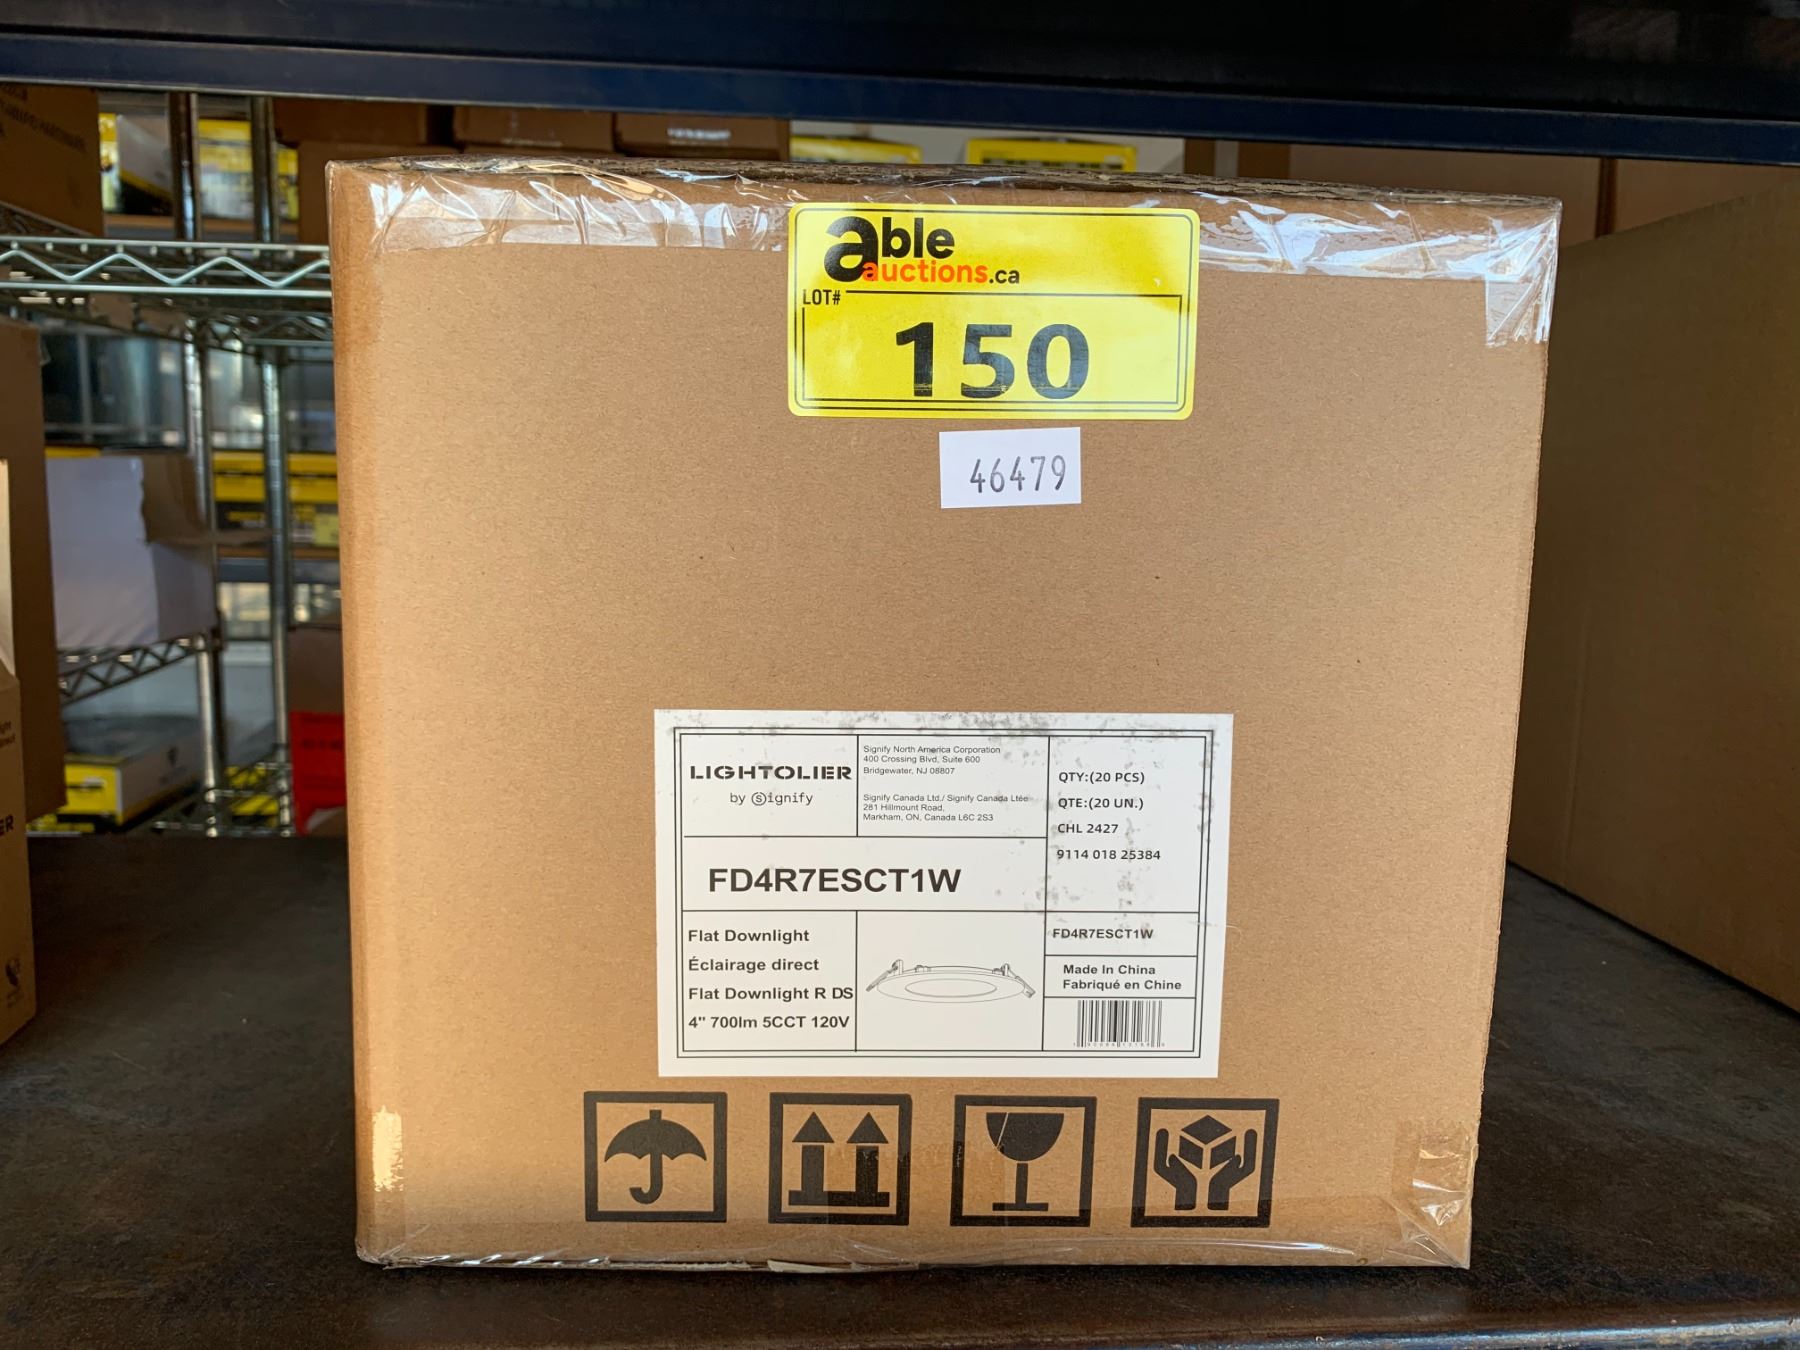 able
auctions.ca
LOT#
150
46479
LIGHTOLIER
by Signify
Signify North America Corporation
400 Crossing Blvd, Suite 600
Bridgewater, NJ 08807
Signify Canada Ltd./ Signify Canada Ltée
281 Hillmount Road,
Markham, ON, Canada L6C 2S3
QTY:(20 PCS)
QTE:(20 UN.)
CHL 2427
9114 018 25384
FD4R7ESCT1W
Flat Downlight
Éclairage direct
Flat Downlight R DS
4" 700lm 5CCT 120V
FD4R7ESCT1W
Made In China
Fabriqué en Chine